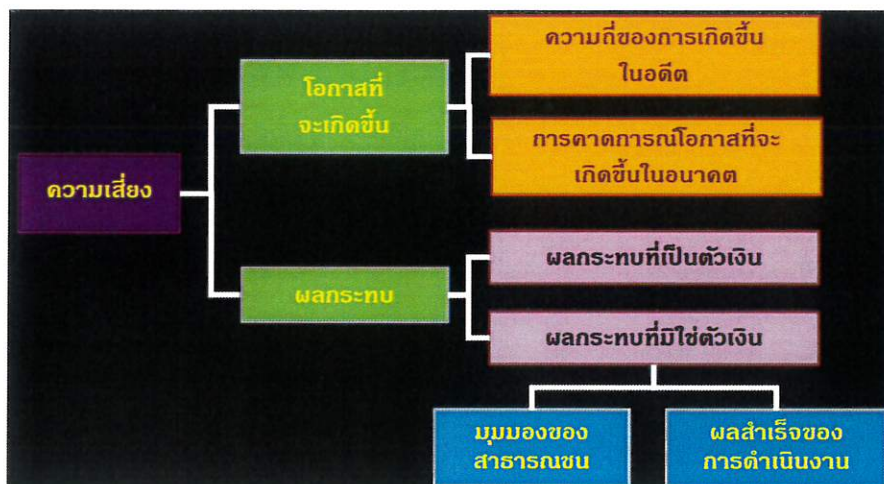 ความเสี่ยง
โอกาสที่
จะเกิดขึ้น
ความถี่ของการเกิดขึ้น
ในอดีต
การคาดการณ์โอกาสที่จะ
เกิดขึ้นในอนาคต
ผลกระทบ
ผลกระทบที่เป็นตัวเงิน
ผลกระทบที่มิใช่ตัวเงิน
มุมมองของ
สาธารณชน
ผลสำเร็จของ
การดำเนินงาน